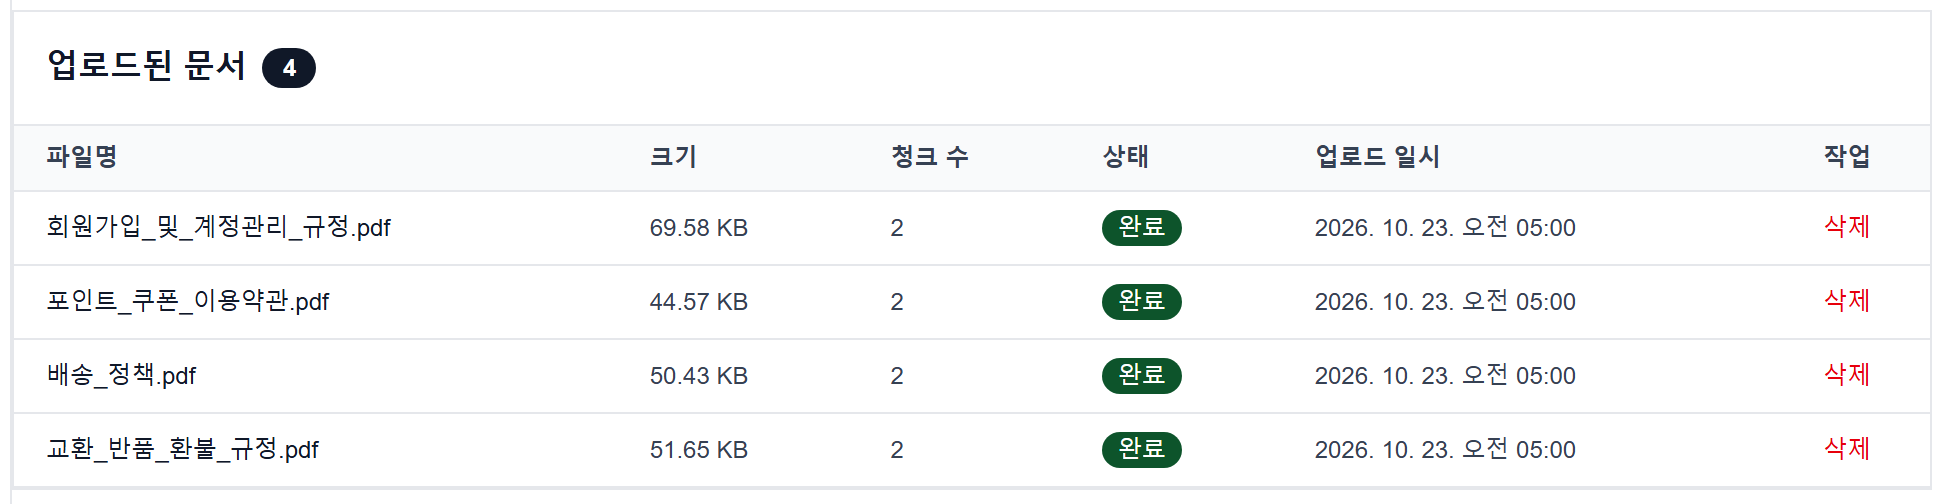 업로드된 문서 4
파일명 크기 청크 수 상태 업로드 일시 작업
회원가입_및_계정관리_규정.pdf 69.58 KB 2 완료 2026. 10. 23. 오전 05:00 삭제
포인트_쿠폰_이용약관.pdf 44.57 KB 2 완료 2026. 10. 23. 오전 05:00 삭제
배송_정책.pdf 50.43 KB 2 완료 2026. 10. 23. 오전 05:00 삭제
교환_반품_환불_규정.pdf 51.65 KB 2 완료 2026. 10. 23. 오전 05:00 삭제